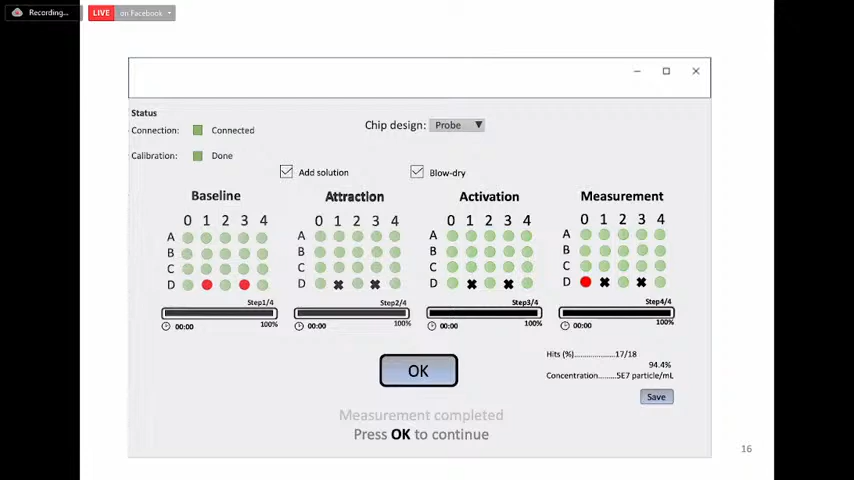 Recording...
LIVE on Facebook
Status
Connection: Connected
Chip design: Probe
Calibration: Done
Add solution
Blow-dry
Baseline
0 1 2 3 4
A
B
C
D
Step1/4
00:00 100%
Attraction
0 1 2 3 4
A
B
C
D
Step2/4
00:00 100%
Activation
0 1 2 3 4
A
B
C
D
Step3/4
00:00 100%
Measurement
0 1 2 3 4
A
B
C
D
Step4/4
00:00 100%
Hits (%)....................17/18
94.4%
Concentration.......5E7 particle/mL
Save
OK
Measurement completed
Press OK to continue
16